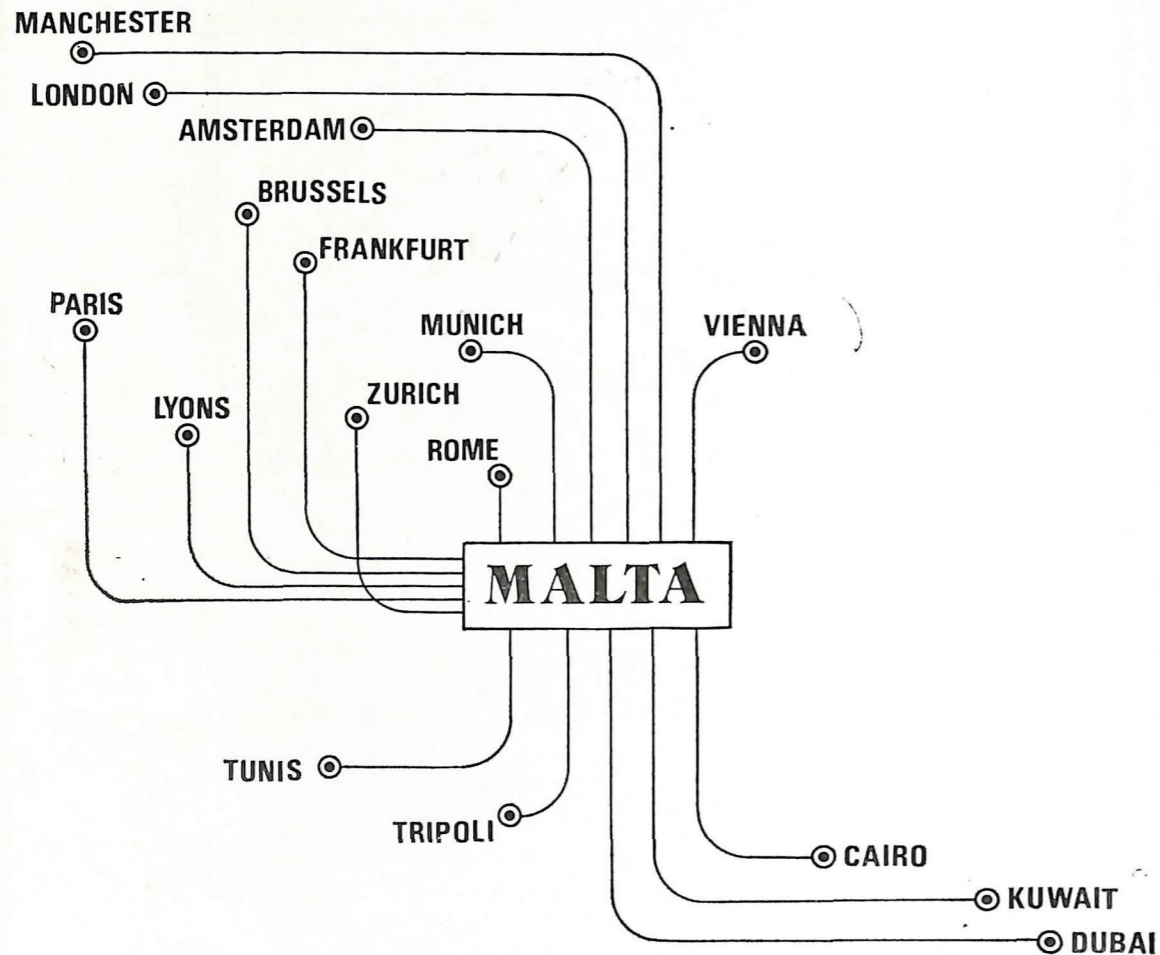 MANCHESTER
LONDON
AMSTERDAM
BRUSSELS
FRANKFURT
PARIS
MUNICH
VIENNA
ZURICH
LYONS
ROME
MALTA
TUNIS
TRIPOLI
CAIRO
KUWAIT
DUBAI